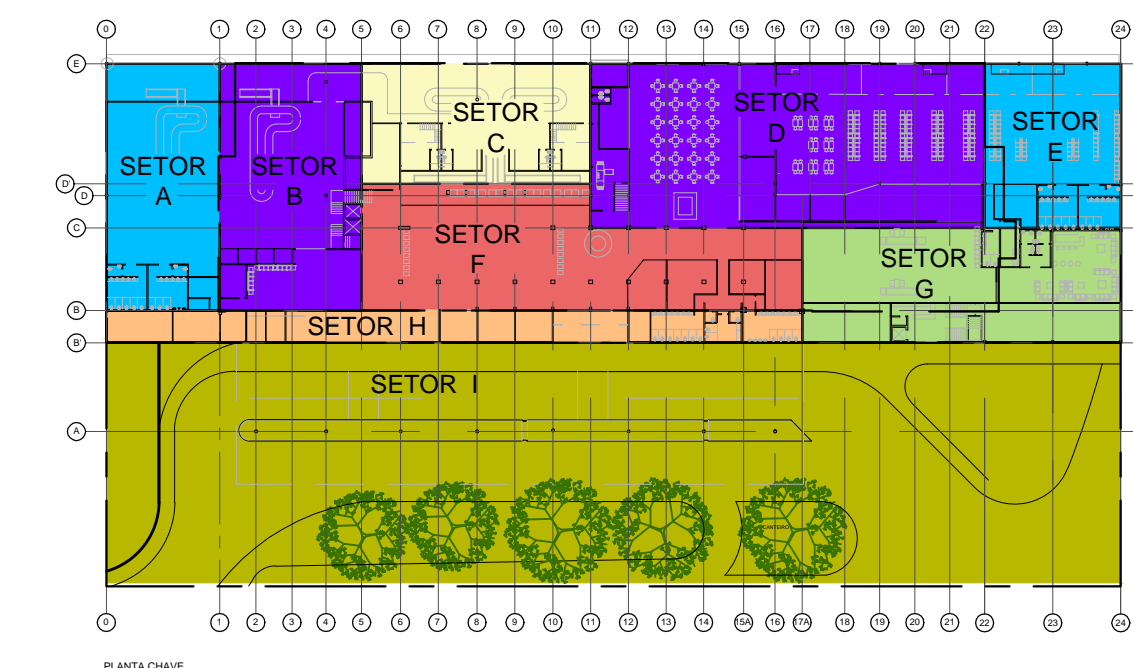 0 1 2 3 4 5 6 7 8 9 10 11 12 13 14 15 16 17 18 19 20 21 22 23 24
E
SETOR
A
SETOR
B
SETOR
C
SETOR
D
SETOR
E
D'
D
C
SETOR
F
SETOR
G
B
SETOR H
B'
SETOR I
A
CANTEIRO
0 1 2 3 4 5 6 7 8 9 10 11 12 13 14 15A 16 17A 18 19 20 21 22 23 24
PLANTA CHAVE